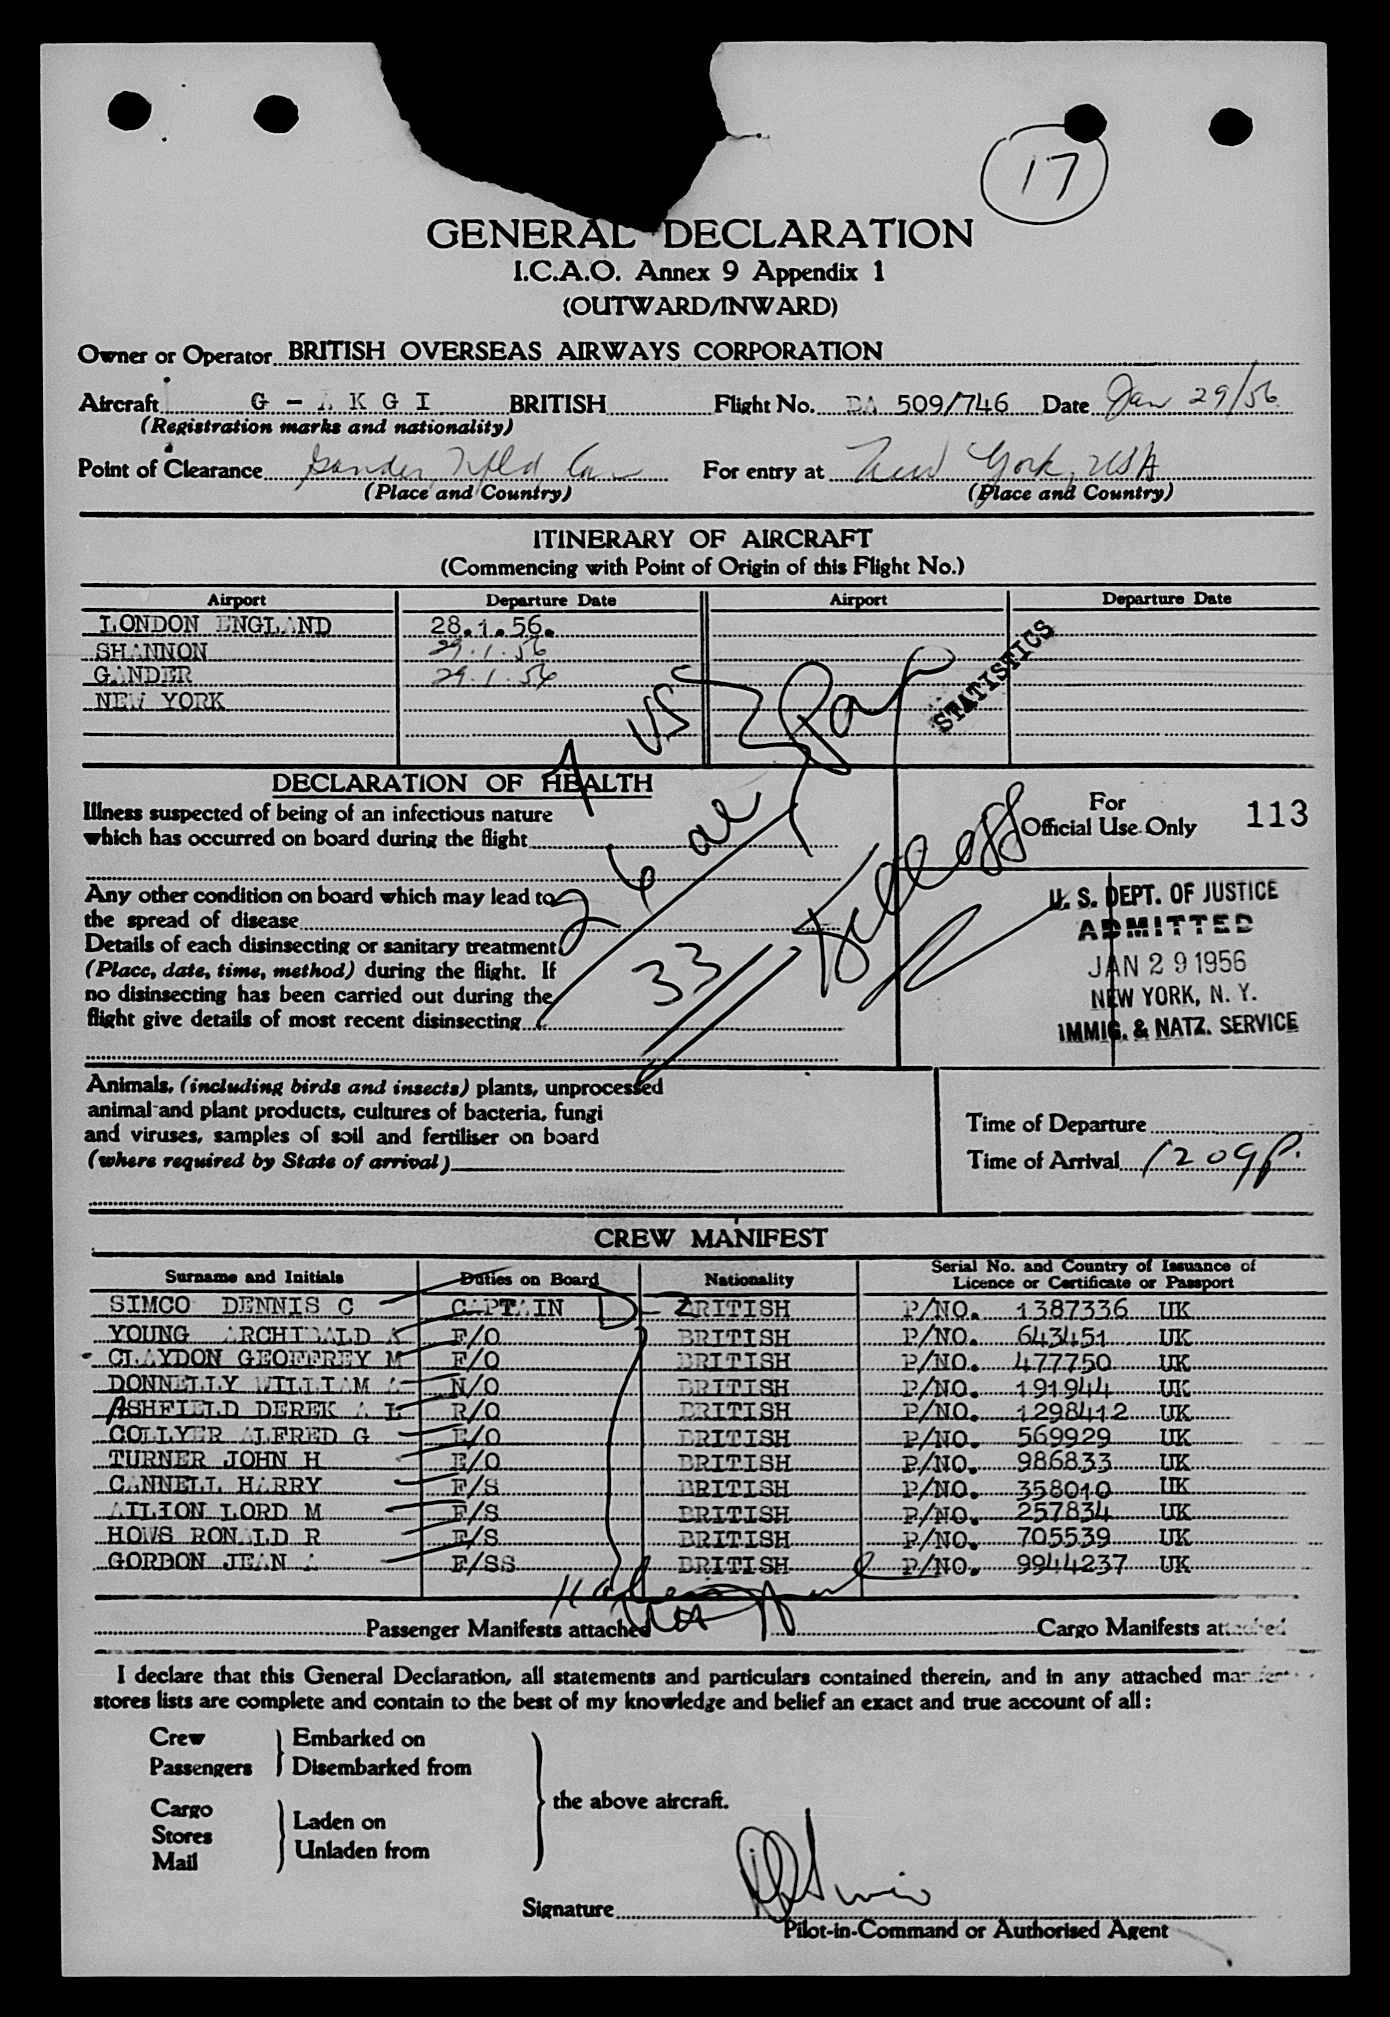 17
GENERAL DECLARATION
I.C.A.O. Annex 9 Appendix 1
(OUTWARD/INWARD)
Owner or Operator BRITISH OVERSEAS AIRWAYS CORPORATION
Aircraft G - A K G I BRITISH Flight No. BA 509/746 Date Jan 29/56
(Registration marks and nationality)
Point of Clearance Gander, Nfld Can For entry at New York, USA
(Place and Country) (Place and Country)
ITINERARY OF AIRCRAFT
(Commencing with Point of Origin of this Flight No.)
Airport Departure Date Airport Departure Date
LONDON ENGLAND 28.1.56.
SHANNON 29.1.56
GANDER 29.1.56
NEW YORK
STATISTICS
7 USC
26 al
33
DECLARATION OF HEALTH
Illness suspected of being of an infectious nature
which has occurred on board during the flight
For
Official Use Only 113
Any other condition on board which may lead to
the spread of disease
Details of each disinsecting or sanitary treatment
(Place, date, time, method) during the flight. If
no disinsecting has been carried out during the
flight give details of most recent disinsecting
U. S. DEPT. OF JUSTICE
ADMITTED
JAN 29 1956
NEW YORK, N. Y.
IMMIG. & NATZ. SERVICE
Animals, (including birds and insects) plants, unprocessed
animal and plant products, cultures of bacteria, fungi
and viruses, samples of soil and fertiliser on board
(where required by State of arrival)
Time of Departure
Time of Arrival 1209P.
CREW MANIFEST
Surname and Initials Duties on Board Nationality Serial No. and Country of Issuance of
Licence or Certificate or Passport
SIMCO DENNIS C CAPTAIN D-2 BRITISH P/NO. 1387336 UK
YOUNG ARCHIBALD A F/O BRITISH P/NO. 643451 UK
CLAYDON GEOFFREY M F/O BRITISH P/NO. 477750 UK
DONNELLY WILLIAM A N/O BRITISH P/NO. 191944 UK
ASHFIELD DEREK A L R/O BRITISH P/NO. 1298412 UK
COLLYER ALFRED G E/O BRITISH P/NO. 569929 UK
TURNER JOHN H E/O BRITISH P/NO. 986833 UK
CANNELL HARRY F/S BRITISH P/NO. 358010 UK
AILION LORD M F/S BRITISH P/NO. 257834 UK
HOWS RONALD R F/S BRITISH P/NO. 705539 UK
GORDON JEAN A F/SS BRITISH P/NO. 9944237 UK
Passenger Manifests attached Cargo Manifests attached
I declare that this General Declaration, all statements and particulars contained therein, and in any attached manifests
stores lists are complete and contain to the best of my knowledge and belief an exact and true account of all:
Crew Embarked on
Passengers Disembarked from
the above aircraft.
Cargo Laden on
Stores
Mail Unladen from
Signature
Pilot-in-Command or Authorised Agent